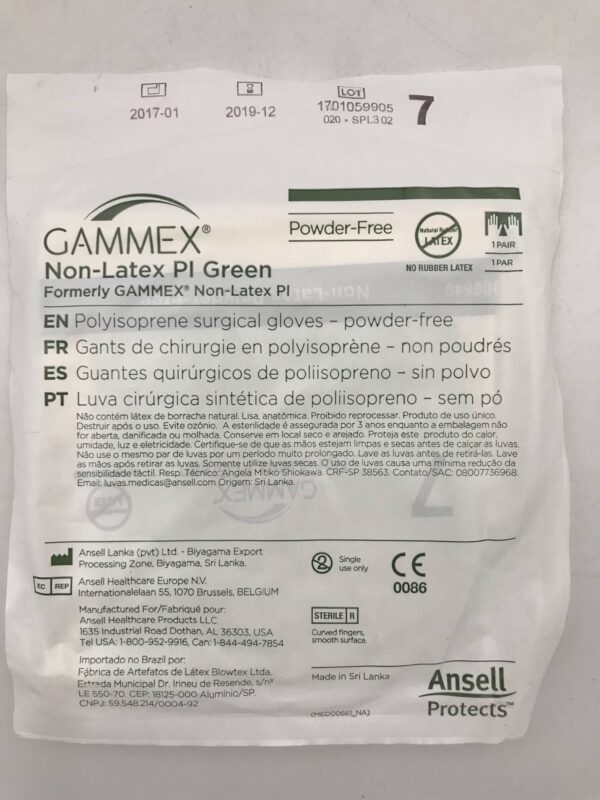 2017-01
2019-12
LOT
1701059905
020 • SPL302
7
GAMMEX®
Powder-Free
Natural Rubber
LATEX
NO RUBBER LATEX
1 PAIR
1 PAR
Non-Latex PI Green
Formerly GAMMEX® Non-Latex PI
EN Polyisoprene surgical gloves – powder-free
FR Gants de chirurgie en polyisoprène – non poudrés
ES Guantes quirúrgicos de poliisopreno – sin polvo
PT Luva cirúrgica sintética de poliisopreno – sem pó
Não contém látex de borracha natural. Lisa, anatômica. Proibido reprocessar. Produto de uso único.
Destruir após o uso. Evite ozônio. A esterilidade é assegurada por 3 anos enquanto a embalagem não
for aberta, danificada ou molhada. Conserve em local seco e arejado. Proteja este produto do calor,
umidade, luz e eletricidade. Certifique-se de que as mãos estejam limpas e secas antes de calçar as luvas.
Não use o mesmo par de luvas por um período muito prolongado. Lave as luvas antes de retirá-las. Lave
as mãos após retirar as luvas. Somente utilize luvas secas. O uso de luvas causa uma mínima redução da
sensibilidade táctil. Resp. Técnico: Angela Mitiko Shiokawa. CRF-SP 38563. Contato/SAC: 08007736968.
Email: luvas.medicas@ansell.com Origem: Sri Lanka.
Ansell Lanka (pvt) Ltd. - Biyagama Export
Processing Zone, Biyagama, Sri Lanka.
EC REP
Ansell Healthcare Europe N.V.
Internationalelaan 55, 1070 Brussels, BELGIUM
Manufactured For/Fabriqué pour:
Ansell Healthcare Products LLC
1635 Industrial Road Dothan, AL 36303, USA
Tel USA: 1-800-952-9916, Can: 1-844-494-7854
Importado no Brazil por:
Fábrica de Artefatos de Látex Blowtex Ltda.
Estrada Municipal Dr. Irineu de Resende, s/nº
LE 550-70. CEP: 18125-000 Alumínio/SP.
CNPJ: 59.548.214/0004-92
2
Single
use only
CE
0086
STERILE R
Curved fingers,
smooth surface.
Made in Sri Lanka
(MED00661_NA)
Ansell
Protects™